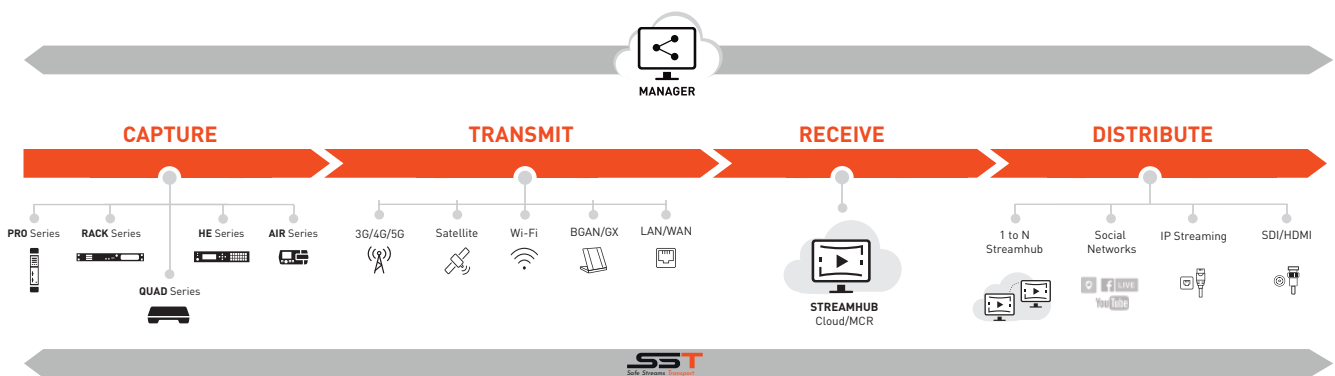 MANAGER
CAPTURE
TRANSMIT
RECEIVE
DISTRIBUTE
PRO Series
RACK Series
HE Series
AIR Series
QUAD Series
3G/4G/5G
Satellite
Wi-Fi
BGAN/GX
LAN/WAN
STREAMHUB
Cloud/MCR
1 to N
Streamhub
Social
Networks
f LIVE
YouTube
IP Streaming
SDI/HDMI
SST
Safe Streams Transport